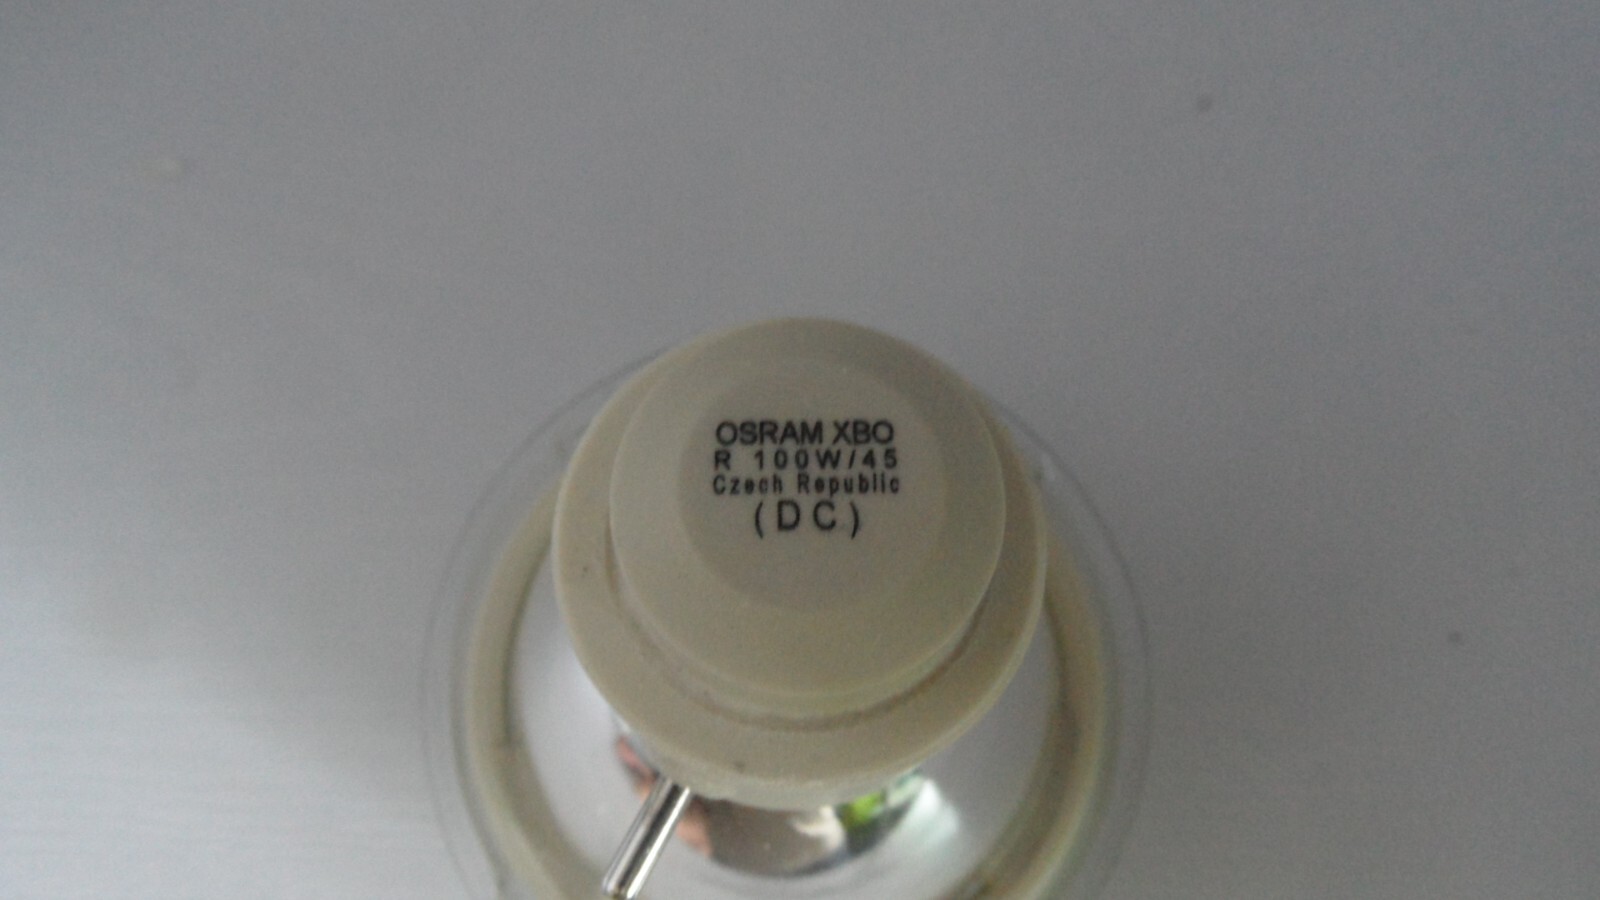 OSRAM XBO
R 100W/45
Czech Republic
(DC)